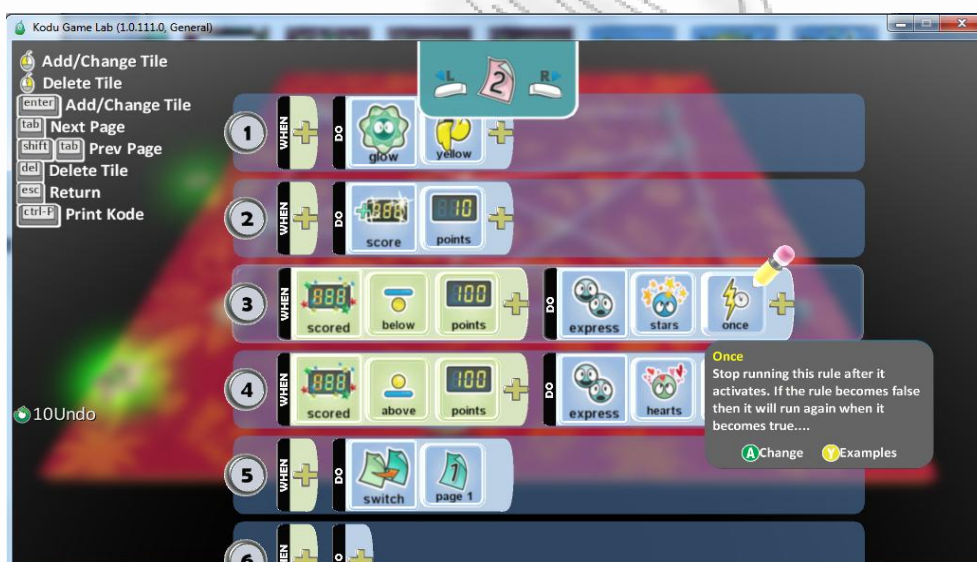 Kodu Game Lab (1.0.111.0, General)
Add/Change Tile
Delete Tile
enter Add/Change Tile
tab Next Page
shift tab Prev Page
del Delete Tile
esc Return
ctrl-P Print Kode
10Undo
L 2 R
1 WHEN DO glow yellow
2 WHEN DO score 10 points
3 WHEN scored below 100 points DO express stars once
4 WHEN scored above 100 points DO express hearts
5 WHEN DO switch 1 page 1
6 WHEN DO
Once
Stop running this rule after it
activates. If the rule becomes false
then it will run again when it
becomes true....
A Change Y Examples